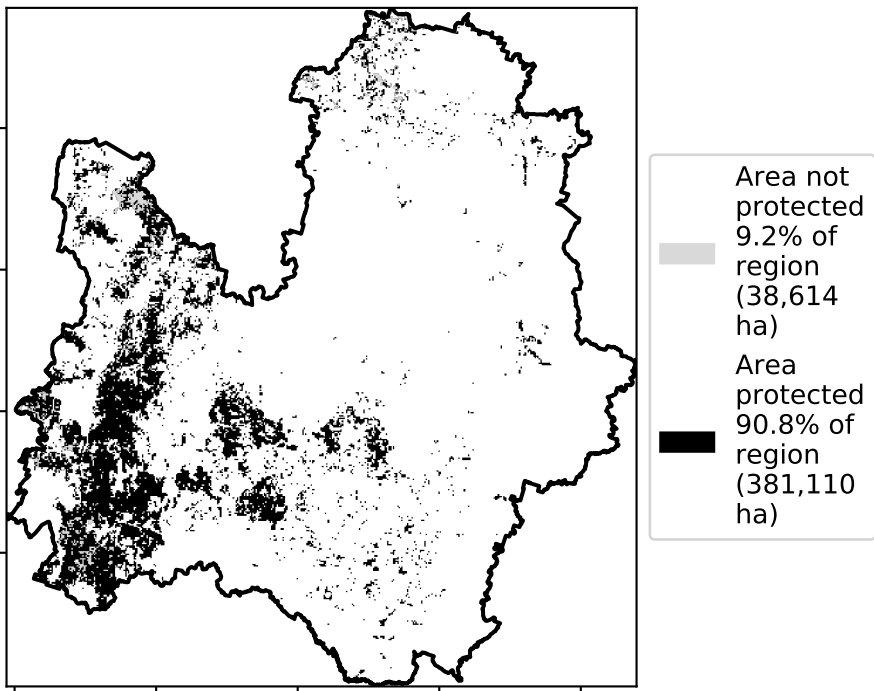 Area not
protected
9.2% of
region
(38,614
ha)
Area
protected
90.8% of
region
(381,110
ha)